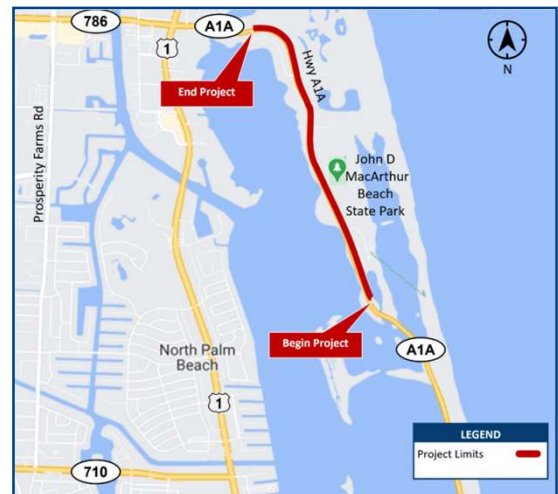 786
A1A
1
End Project
Hwy A1A
N
Prosperity Farms Rd
John D
MacArthur
Beach
State Park
Begin Project
North Palm
Beach
A1A
1
710
LEGEND
Project Limits